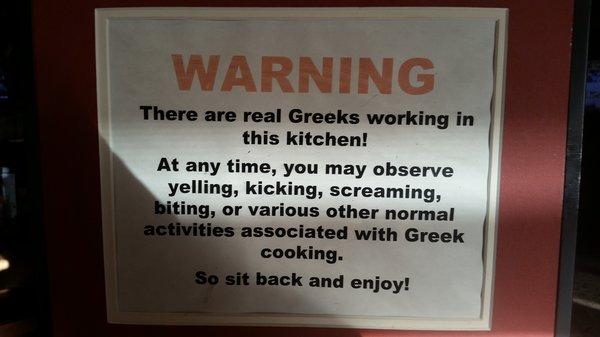 WARNING
There are real Greeks working in
this kitchen!
At any time, you may observe
yelling, kicking, screaming,
biting, or various other normal
activities associated with Greek
cooking.
So sit back and enjoy!